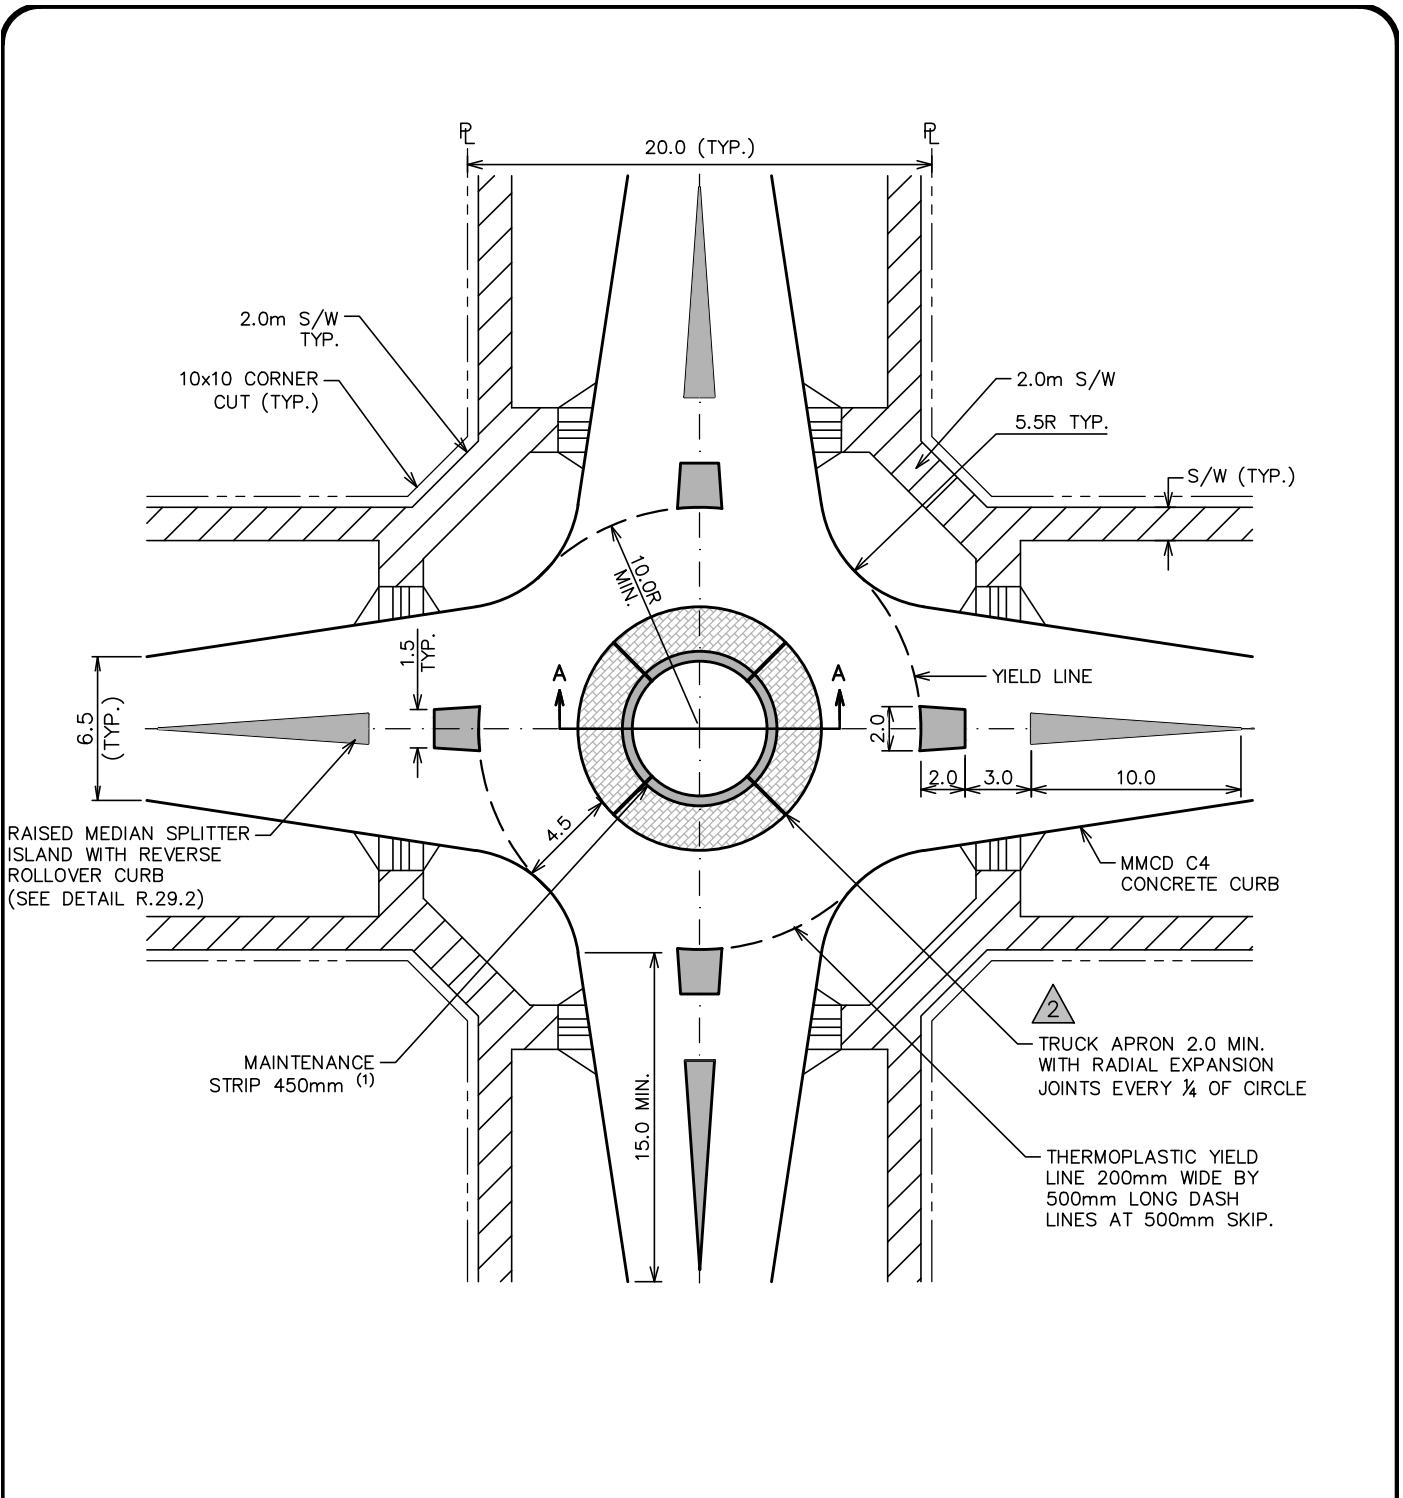 PL
PL
20.0 (TYP.)
2.0m S/W
TYP.
10x10 CORNER
CUT (TYP.)
2.0m S/W
5.5R TYP.
S/W (TYP.)
10.0R
MIN.
1.5
TYP.
A
A
YIELD LINE
6.5
(TYP.)
2.0
2.0
3.0
10.0
4.5
RAISED MEDIAN SPLITTER
ISLAND WITH REVERSE
ROLLOVER CURB
(SEE DETAIL R.29.2)
MMCD C4
CONCRETE CURB
2
MAINTENANCE
STRIP 450mm (1)
TRUCK APRON 2.0 MIN.
WITH RADIAL EXPANSION
JOINTS EVERY ¼ OF CIRCLE
15.0 MIN.
THERMOPLASTIC YIELD
LINE 200mm WIDE BY
500mm LONG DASH
LINES AT 500mm SKIP.